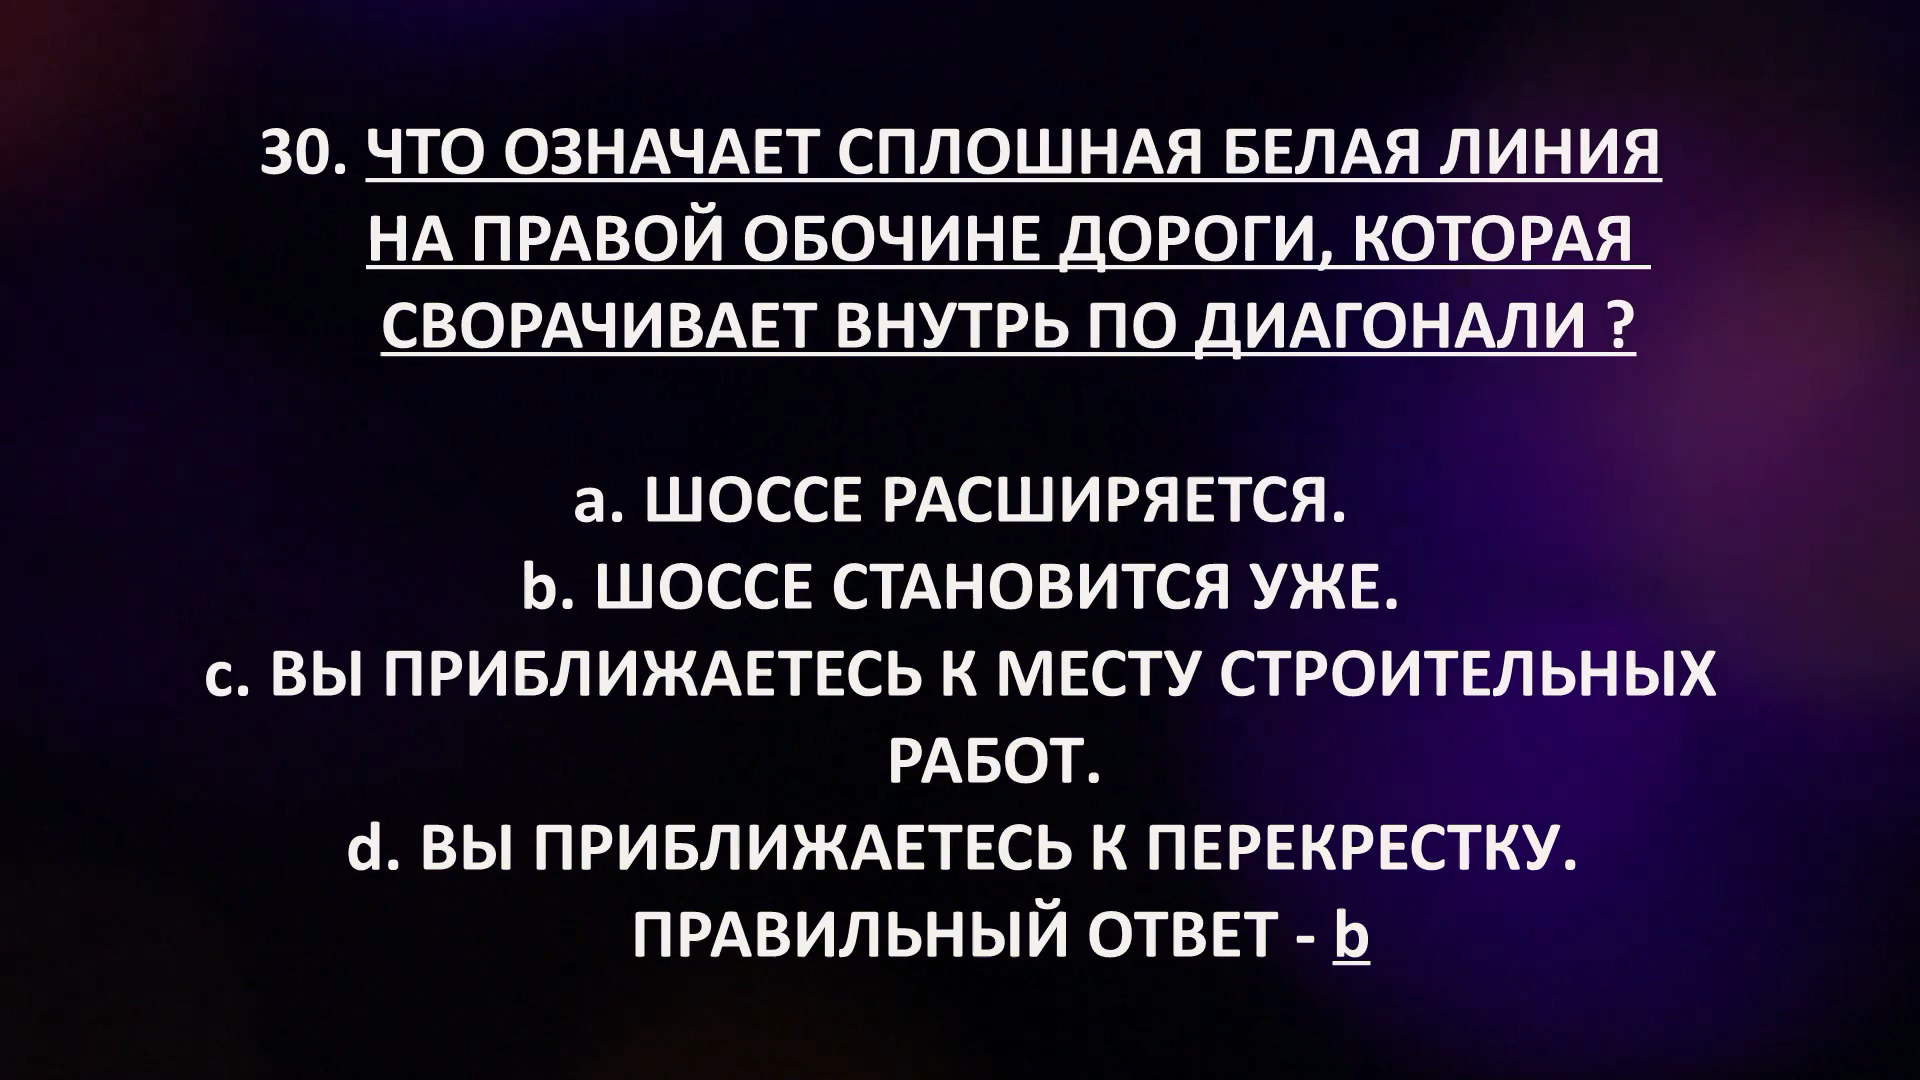 30. ЧТО ОЗНАЧАЕТ СПЛОШНАЯ БЕЛАЯ ЛИНИЯ
НА ПРАВОЙ ОБОЧИНЕ ДОРОГИ, КОТОРАЯ
СВОРАЧИВАЕТ ВНУТРЬ ПО ДИАГОНАЛИ ?
a. ШОССЕ РАСШИРЯЕТСЯ.
b. ШОССЕ СТАНОВИТСЯ УЖЕ.
c. ВЫ ПРИБЛИЖАЕТЕСЬ К МЕСТУ СТРОИТЕЛЬНЫХ
РАБОТ.
d. ВЫ ПРИБЛИЖАЕТЕСЬ К ПЕРЕКРЕСТКУ.
ПРАВИЛЬНЫЙ ОТВЕТ - b